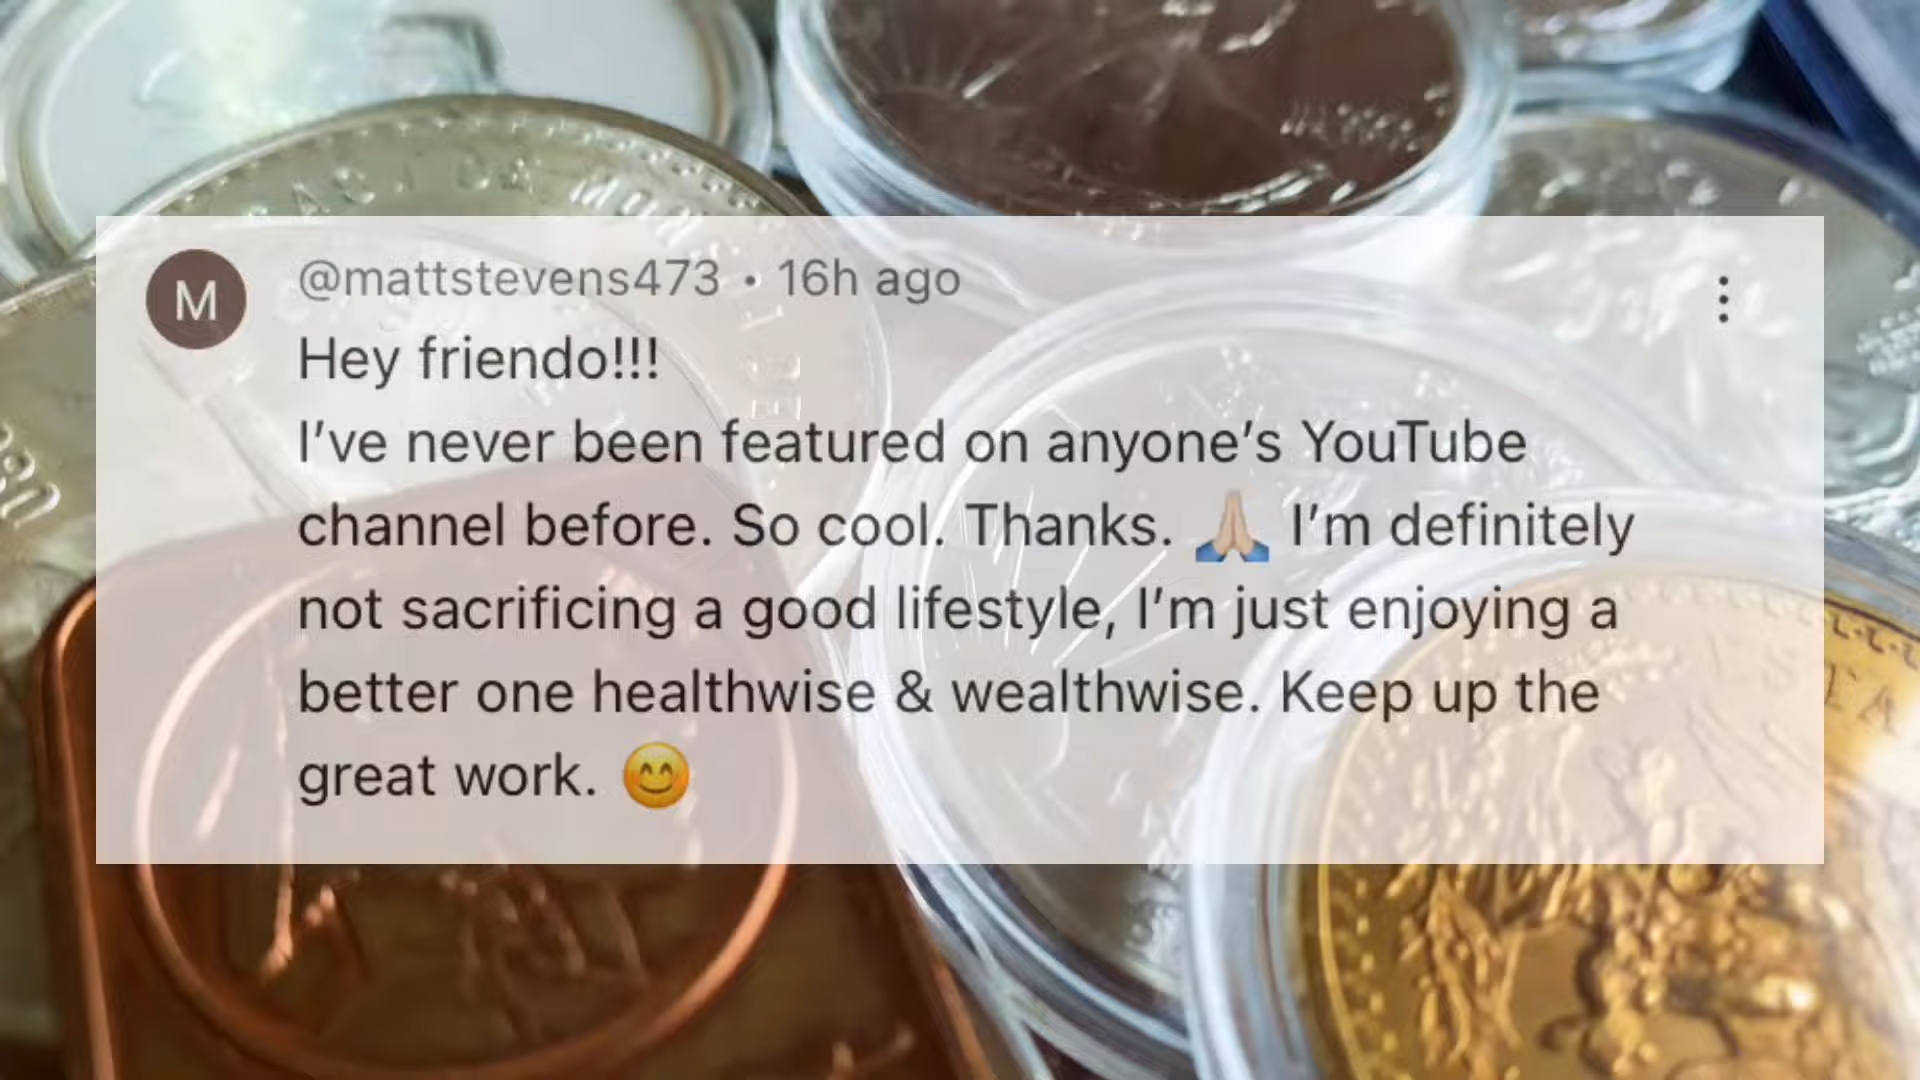 @mattstevens473 • 16h ago
M
Hey friendo!!!
I’ve never been featured on anyone’s YouTube
channel before. So cool. Thanks. 🙏🏼 I’m definitely
not sacrificing a good lifestyle, I’m just enjoying a
better one healthwise & wealthwise. Keep up the
great work. 😊